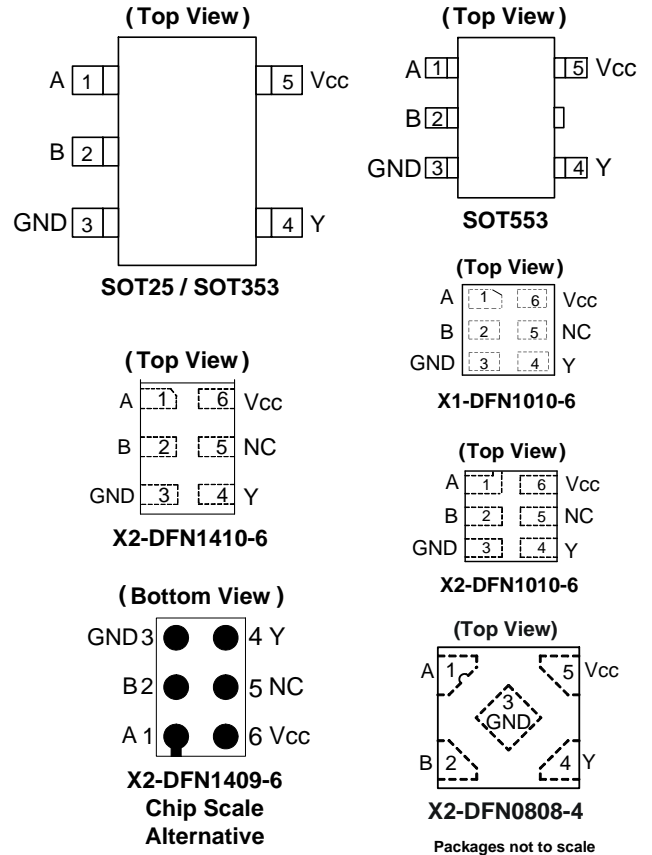 (Top View)
A 1 5 Vcc
B 2
GND 3 4 Y
SOT25 / SOT353
(Top View)
A 1 5 Vcc
B 2
GND 3 4 Y
SOT553
(Top View)
A 1 6 Vcc
B 2 5 NC
GND 3 4 Y
X1-DFN1010-6
(Top View)
A 1 6 Vcc
B 2 5 NC
GND 3 4 Y
X2-DFN1410-6
(Top View)
A 1 6 Vcc
B 2 5 NC
GND 3 4 Y
X2-DFN1010-6
(Bottom View)
GND 3 4 Y
B 2 5 NC
A 1 6 Vcc
X2-DFN1409-6
Chip Scale
Alternative
(Top View)
A 1 5 Vcc
3
GND
B 2 4 Y
X2-DFN0808-4
Packages not to scale